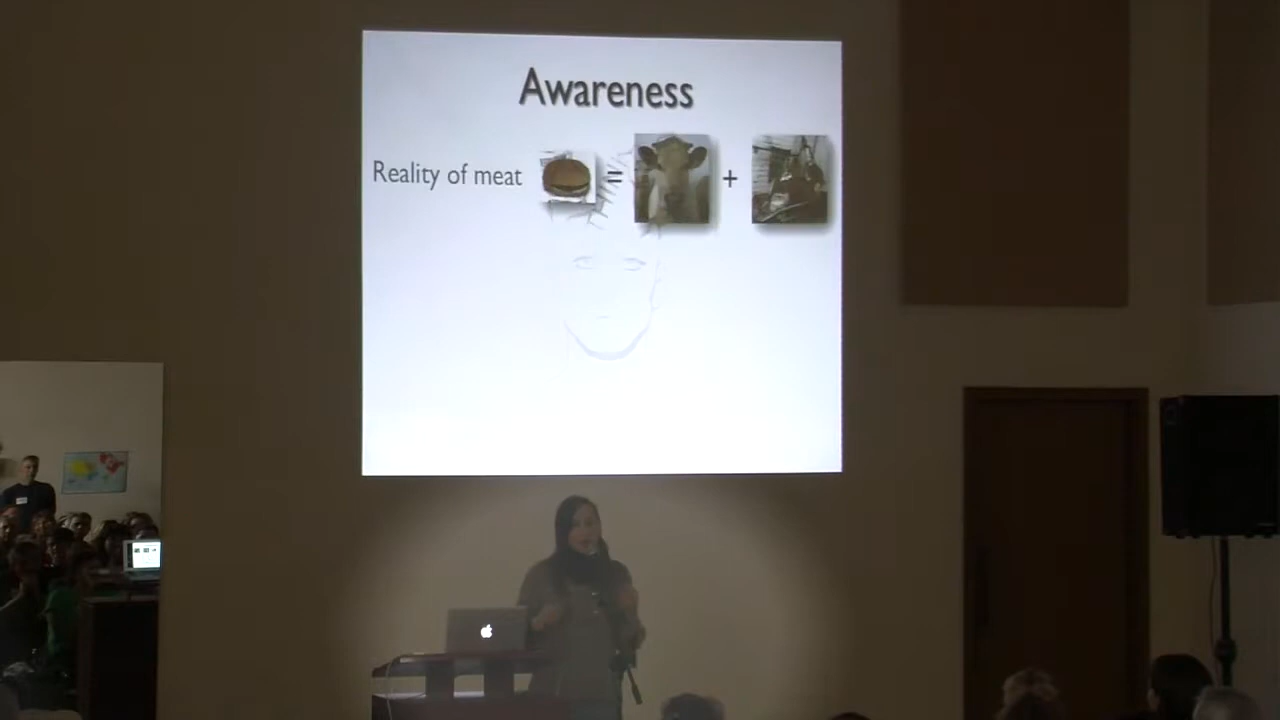 Awareness
Reality of meat = +